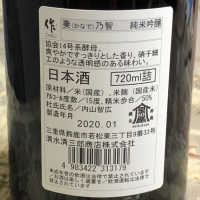 作 奏(かなで)乃智 純米吟醸
協会14号系酵母。
爽やかですっきりとした香り、硝子細
工のような透明感のある味わい。
日本酒 720ml詰
原材料/米(国産)、米麹(国産米)
アルコール度数/15度、精米歩合/50%
杜氏氏名/内山智広
製造年月
2020.01
三重県鈴鹿市若松東三丁目9番33号
清水清三郎商店株式会社
4 983422 313179